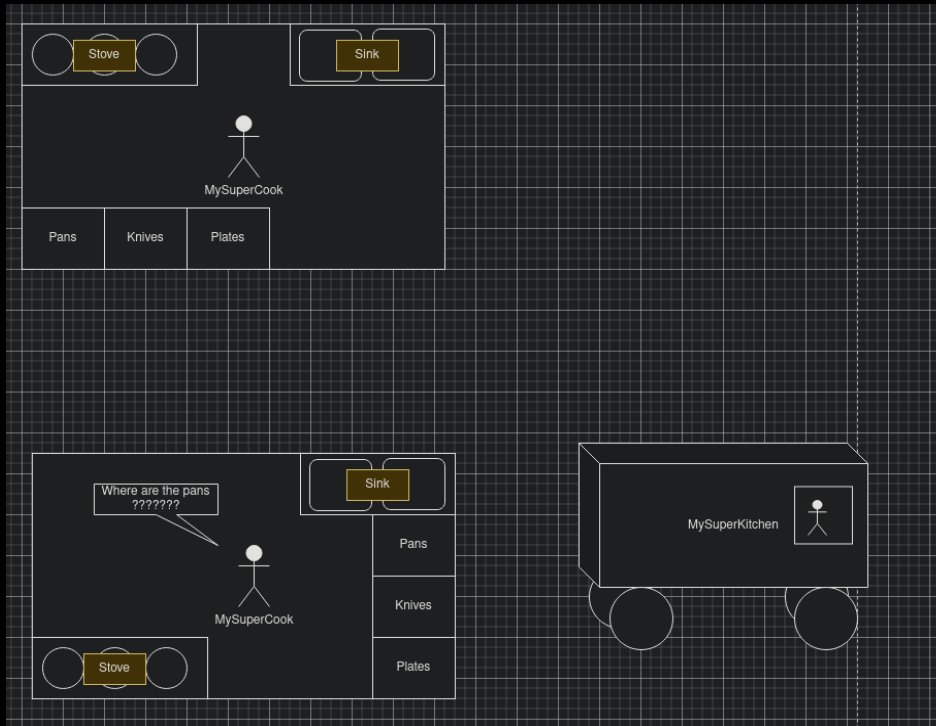 Stove
Sink
MySuperCook
Pans
Knives
Plates
Sink
Where are the pans
???????
Pans
MySuperKitchen
Knives
MySuperCook
Stove
Plates